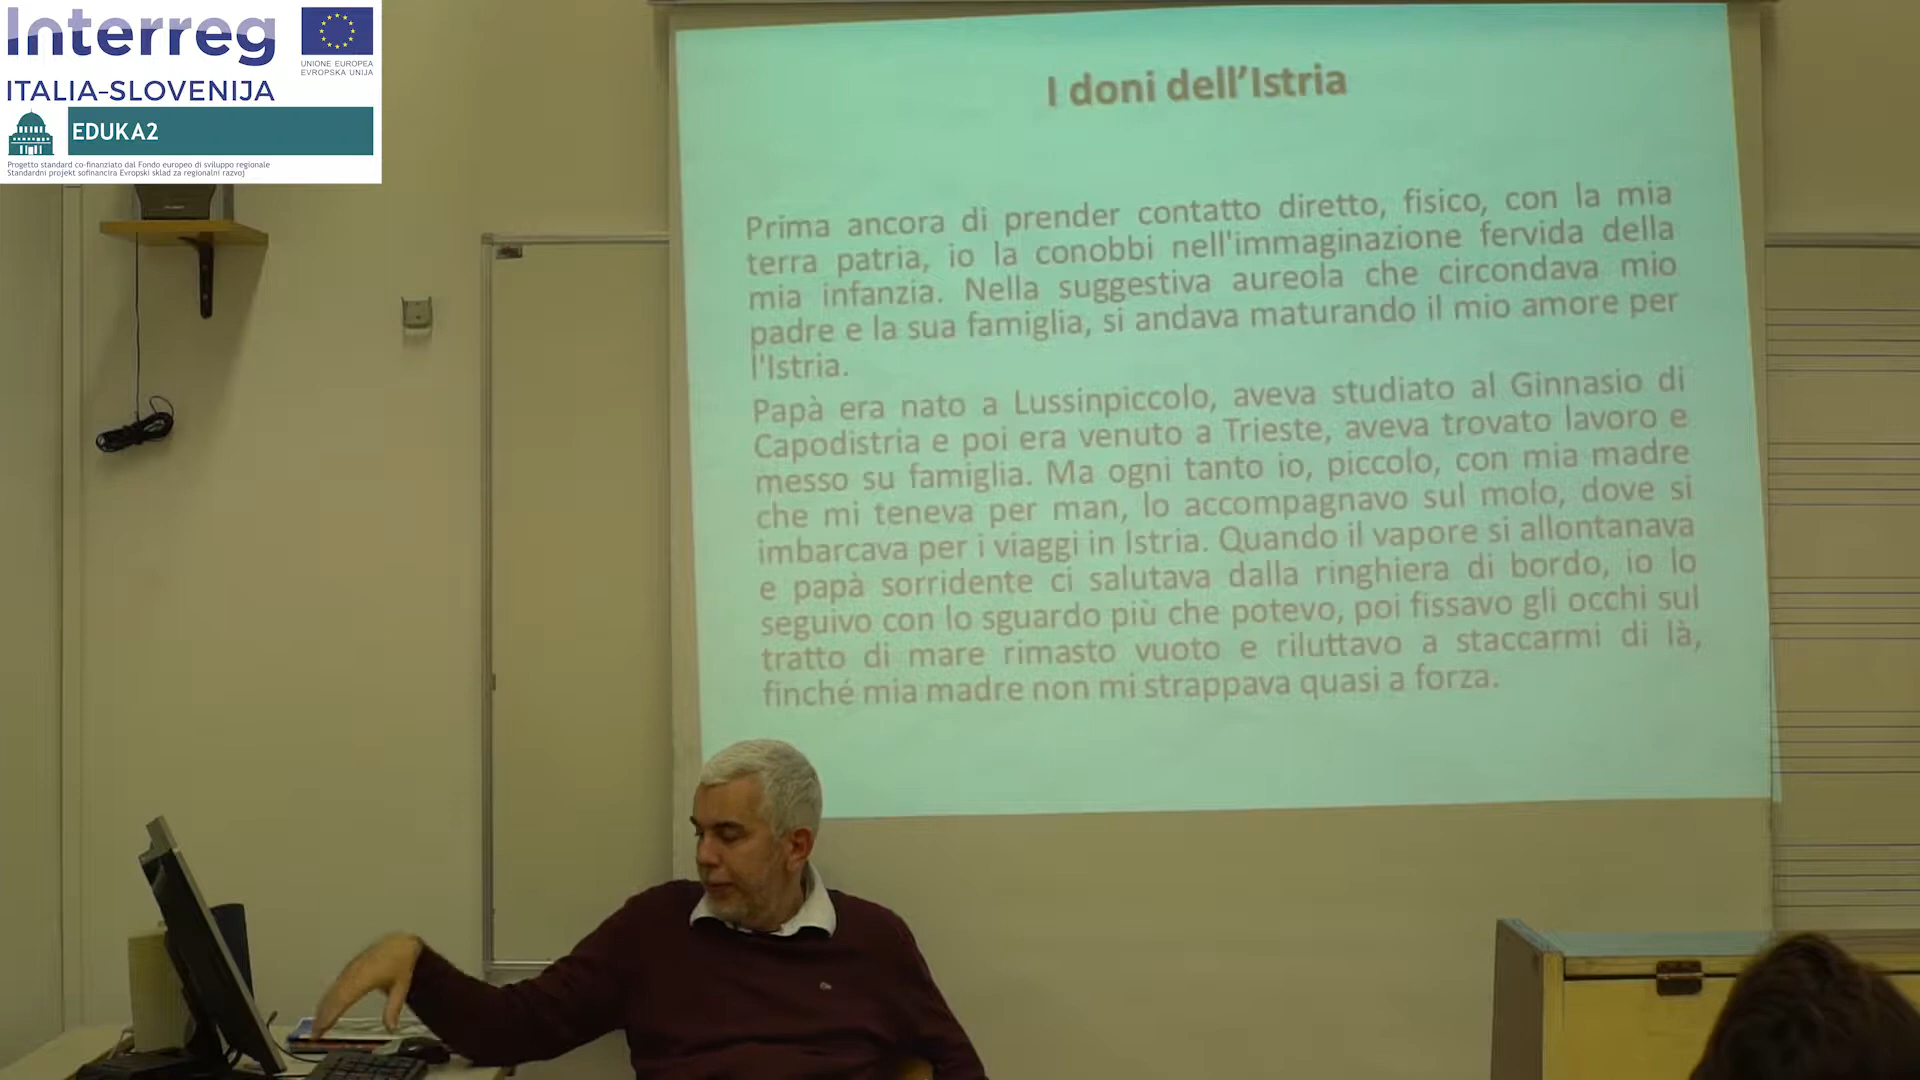 Interreg
UNIONE EUROPEA
EVROPSKA UNIJA
ITALIA-SLOVENIJA
EDUKA2
Progetto standard co-finanziato dal Fondo europeo di sviluppo regionale
Standardni projekt sofinancira Evropski sklad za regionalni razvoj
I doni dell’Istria
Prima ancora di prender contatto diretto, fisico, con la mia
terra patria, io la conobbi nell'immaginazione fervida della
mia infanzia. Nella suggestiva aureola che circondava mio
padre e la sua famiglia, si andava maturando il mio amore per
l'Istria.
Papà era nato a Lussinpiccolo, aveva studiato al Ginnasio di
Capodistria e poi era venuto a Trieste, aveva trovato lavoro e
messo su famiglia. Ma ogni tanto io, piccolo, con mia madre
che mi teneva per man, lo accompagnavo sul molo, dove si
imbarcava per i viaggi in Istria. Quando il vapore si allontanava
e papà sorridente ci salutava dalla ringhiera di bordo, io lo
seguivo con lo sguardo più che potevo, poi fissavo gli occhi sul
tratto di mare rimasto vuoto e riluttavo a staccarmi di là,
finché mia madre non mi strappava quasi a forza.